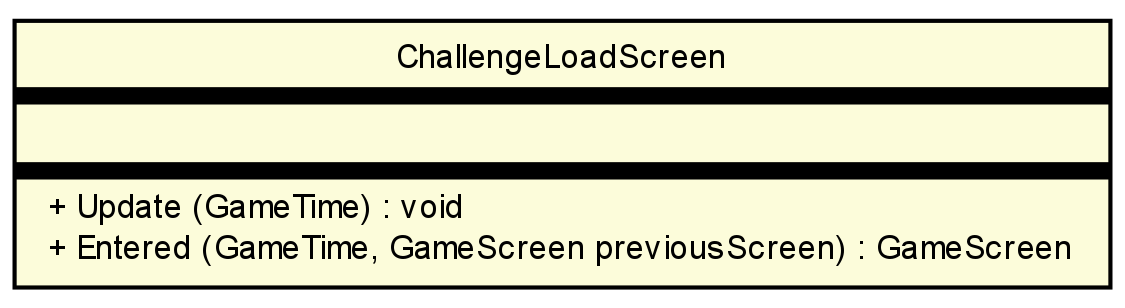 ChallengeLoadScreen
+ Update (GameTime) : void
+ Entered (GameTime, GameScreen previousScreen) : GameScreen